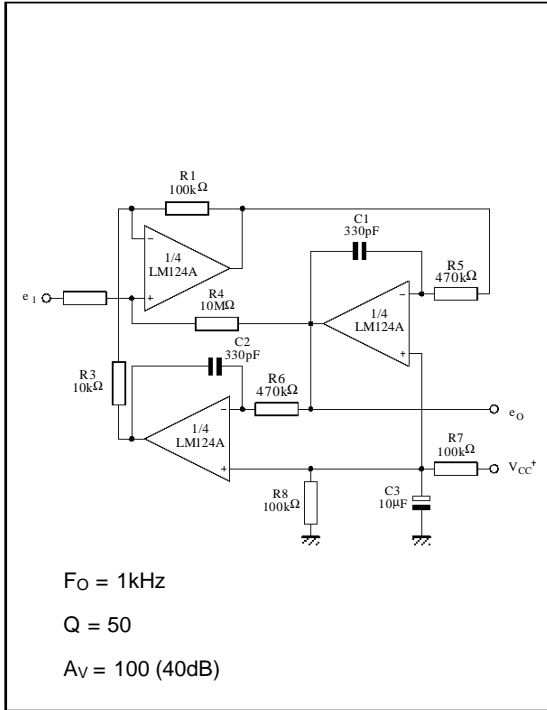 R1
100kΩ
C1
330pF
−
1/4
LM124A
+
R5
470kΩ
e1
R4
10MΩ
−
1/4
LM124A
+
C2
330pF
R3
10kΩ
R6
470kΩ
−
1/4
LM124A
+
eO
R7
100kΩ
VCC+
R8
100kΩ
C3
10µF
FO = 1kHz
Q = 50
AV = 100 (40dB)